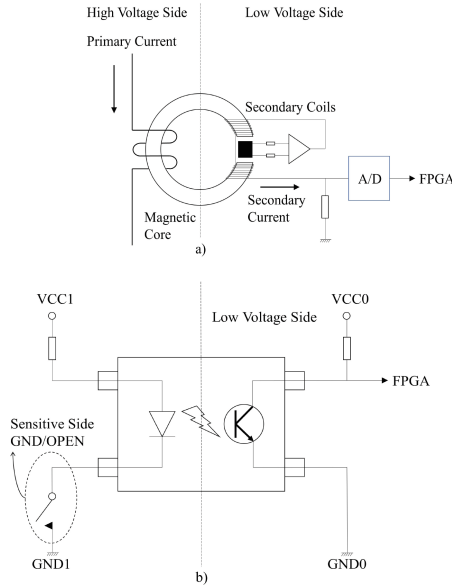 High Voltage Side
Low Voltage Side
Primary Current
Secondary Coils
A/D
FPGA
Secondary
Current
Magnetic
Core
a)
VCC1
VCC0
Low Voltage Side
FPGA
Sensitive Side
GND/OPEN
GND1
GND0
b)